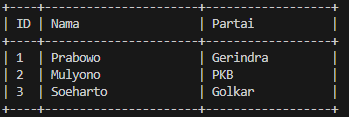 +----+----------------------+------------------+
| ID | Nama | Partai |
+----+----------------------+------------------+
| 1 | Prabowo | Gerindra |
| 2 | Mulyono | PKB |
| 3 | Soeharto | Golkar |
+----+----------------------+------------------+